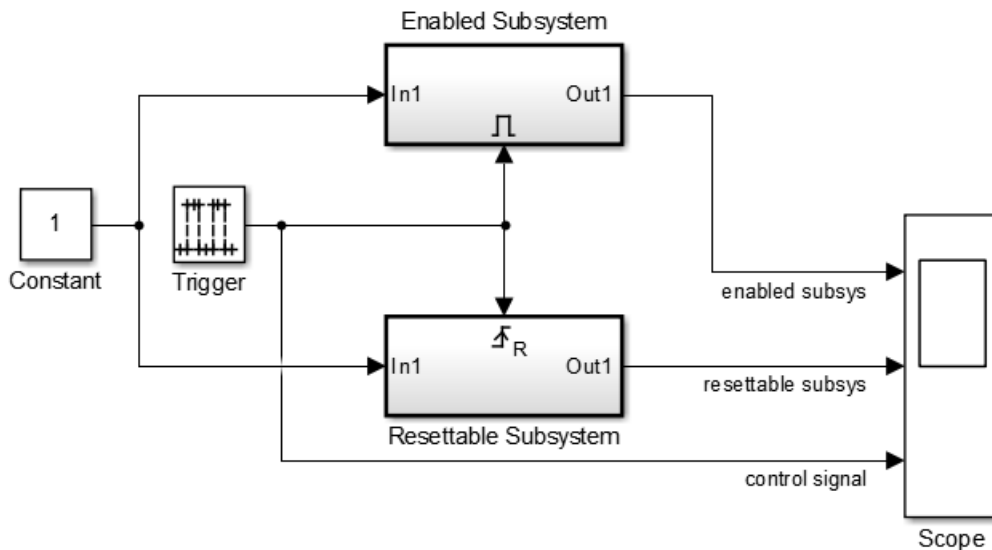 Enabled Subsystem
In1
Out1
1
Constant
Trigger
enabled subsys
R
In1
Out1
resettable subsys
Resettable Subsystem
control signal
Scope